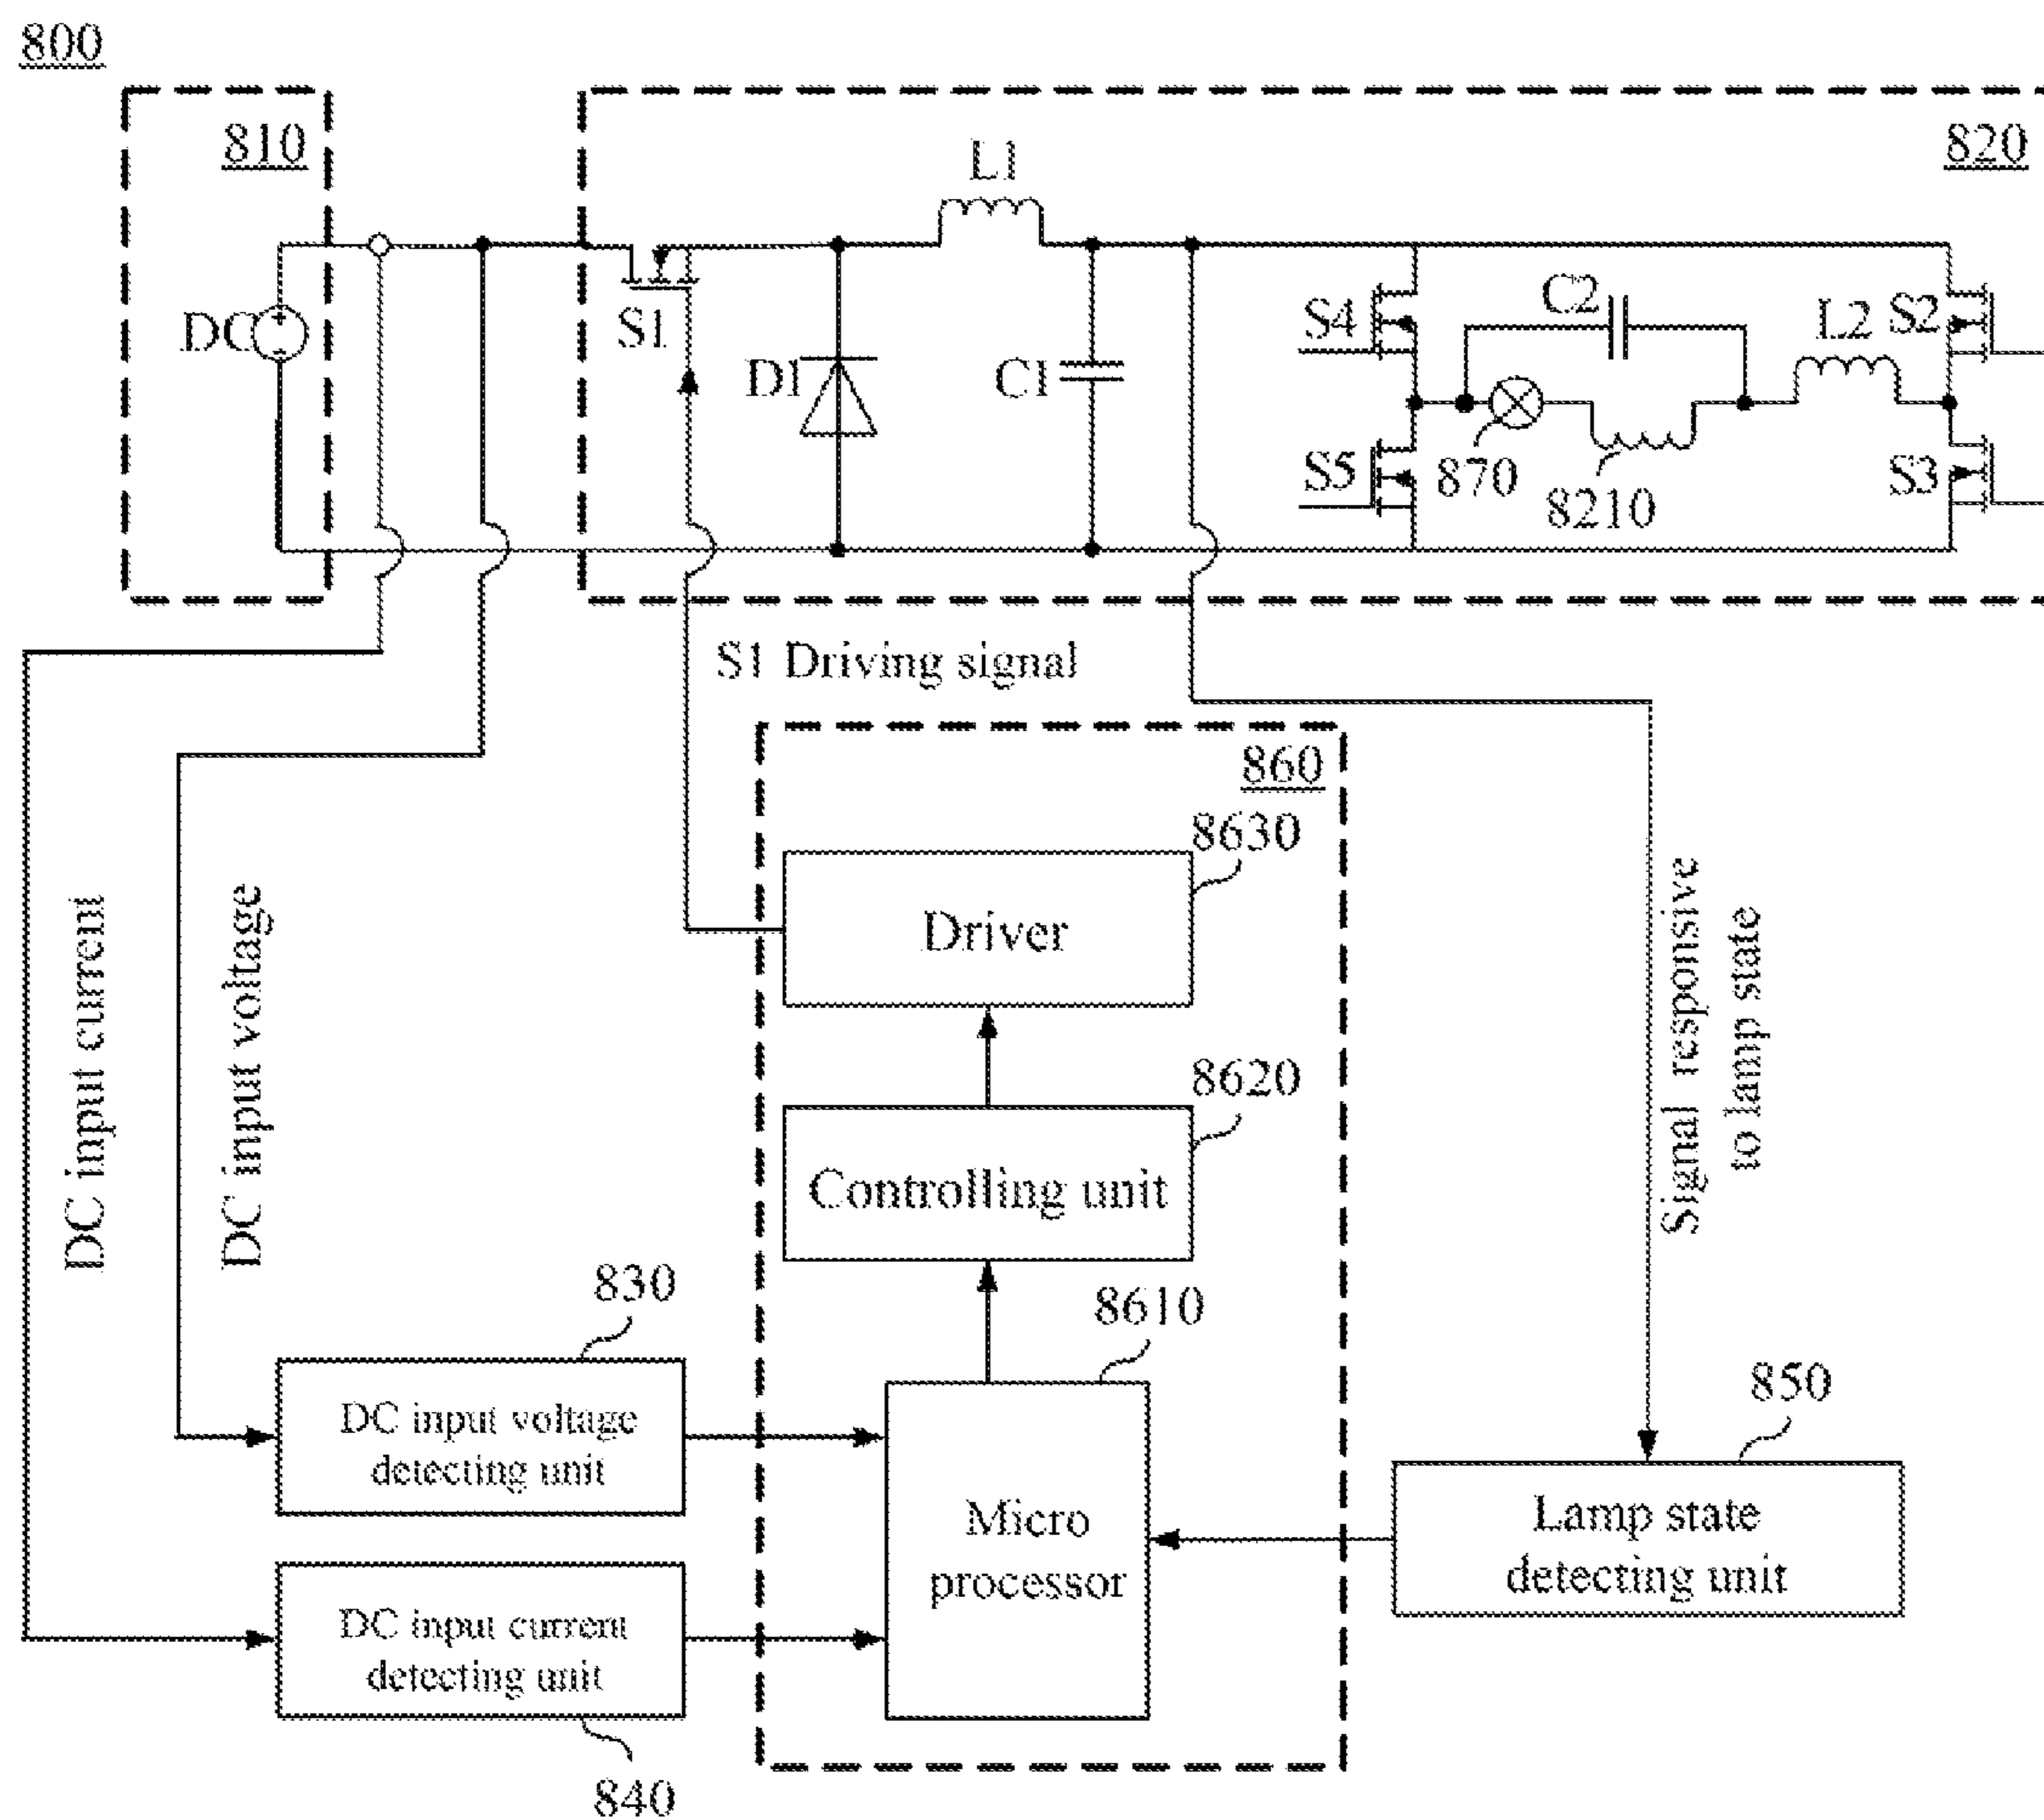 800
810
820
L1
DC
S1
D1
C1
S4
C2
L2
S2
S5
870
8210
S3
S1 Driving signal
860
8630
Driver
DC input current
DC input voltage
Signal responsive
to lamp state
8620
Controlling unit
830
8610
850
DC input voltage
detecting unit
Micro
processor
Lamp state
detecting unit
DC input current
detecting unit
840